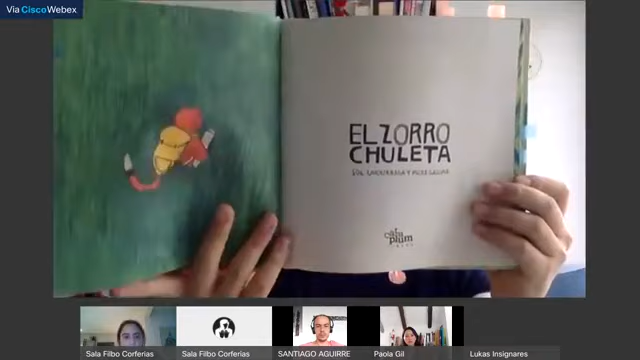 Via Cisco Webex
EL ZORRO
CHULETA
Sala Filbo Corferias
Sala Filbo Corferias
SANTIAGO AGUIRRE
Paola Gil
Lukas Insignares